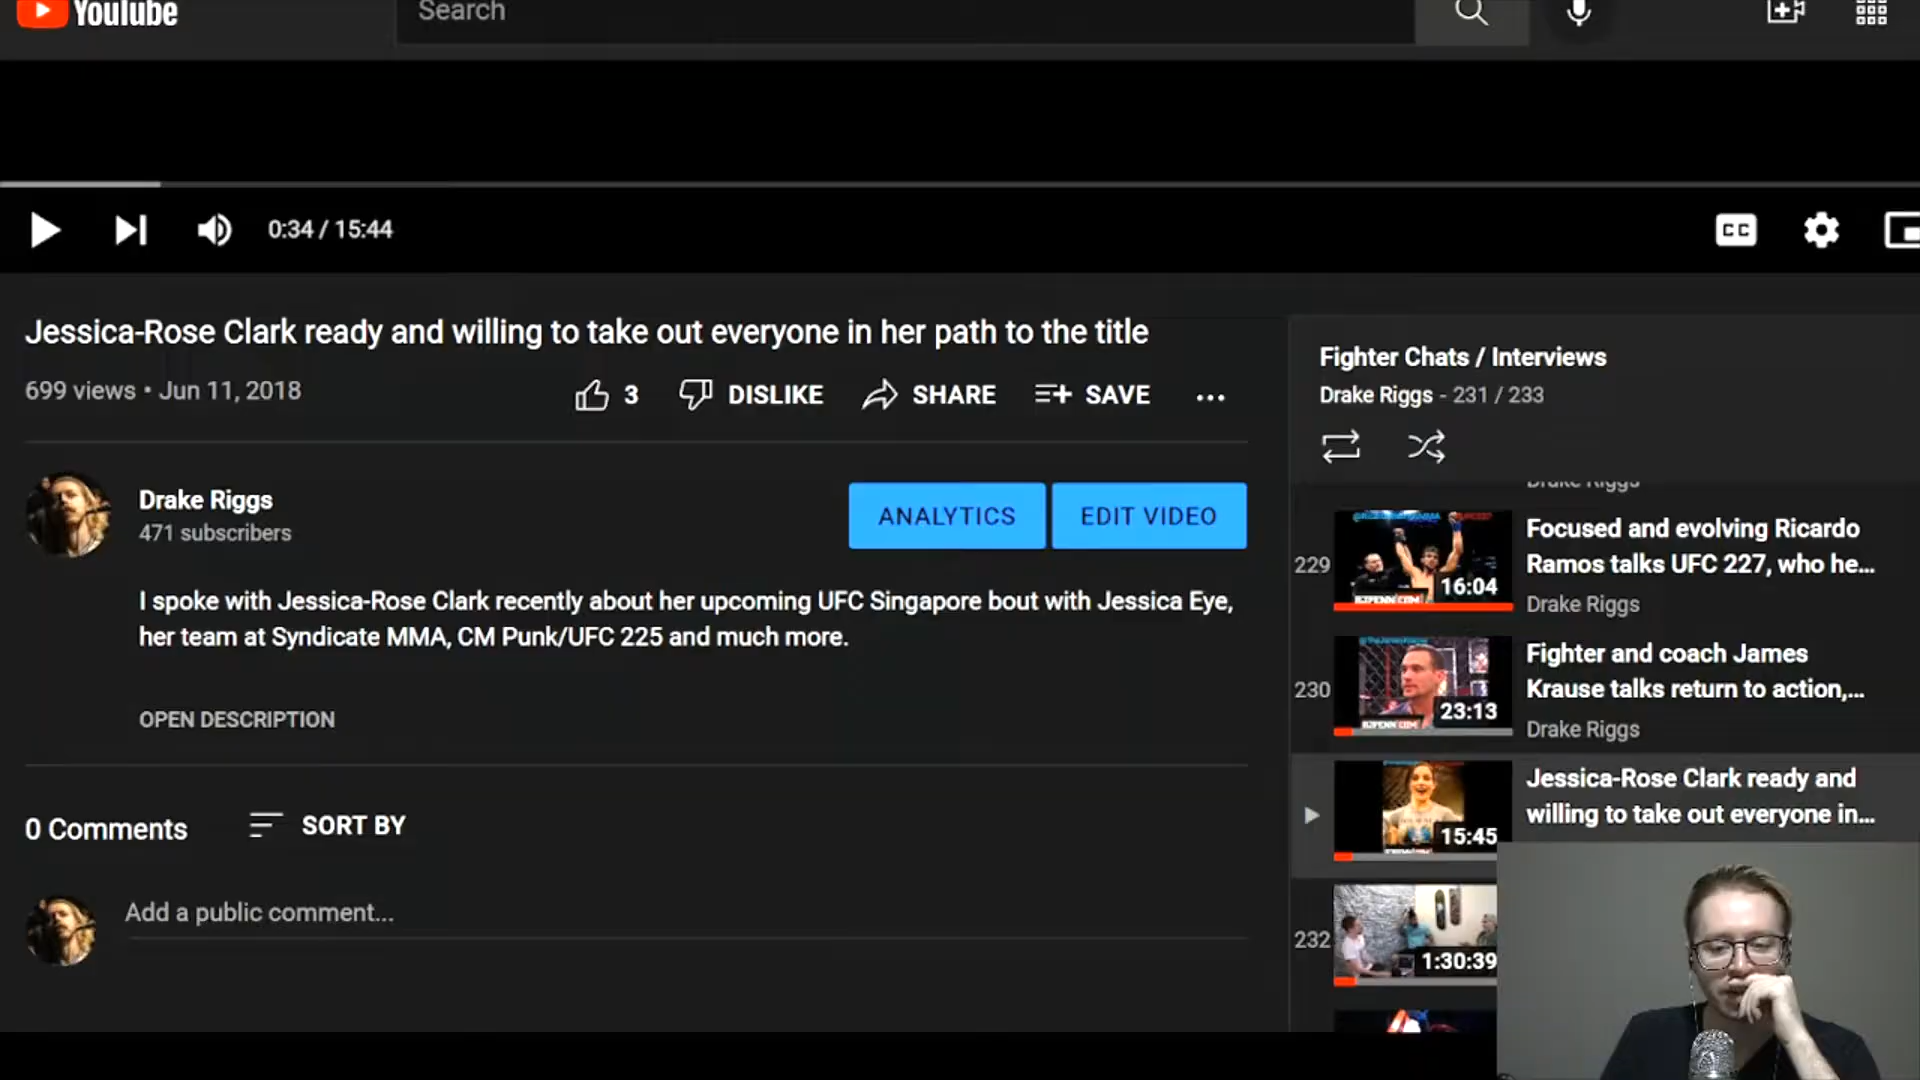 YouTube
Search
0:34 / 15:44
CC
Jessica-Rose Clark ready and willing to take out everyone in her path to the title
699 views • Jun 11, 2018
3
DISLIKE
SHARE
SAVE
Drake Riggs
471 subscribers
ANALYTICS
EDIT VIDEO
I spoke with Jessica-Rose Clark recently about her upcoming UFC Singapore bout with Jessica Eye,
her team at Syndicate MMA, CM Punk/UFC 225 and much more.
OPEN DESCRIPTION
0 Comments
SORT BY
Add a public comment...
Fighter Chats / Interviews
Drake Riggs - 231 / 233
Drake Riggs
229
16:04
Focused and evolving Ricardo
Ramos talks UFC 227, who he...
Drake Riggs
230
23:13
Fighter and coach James
Krause talks return to action,...
Drake Riggs
15:45
Jessica-Rose Clark ready and
willing to take out everyone in...
232
1:30:39